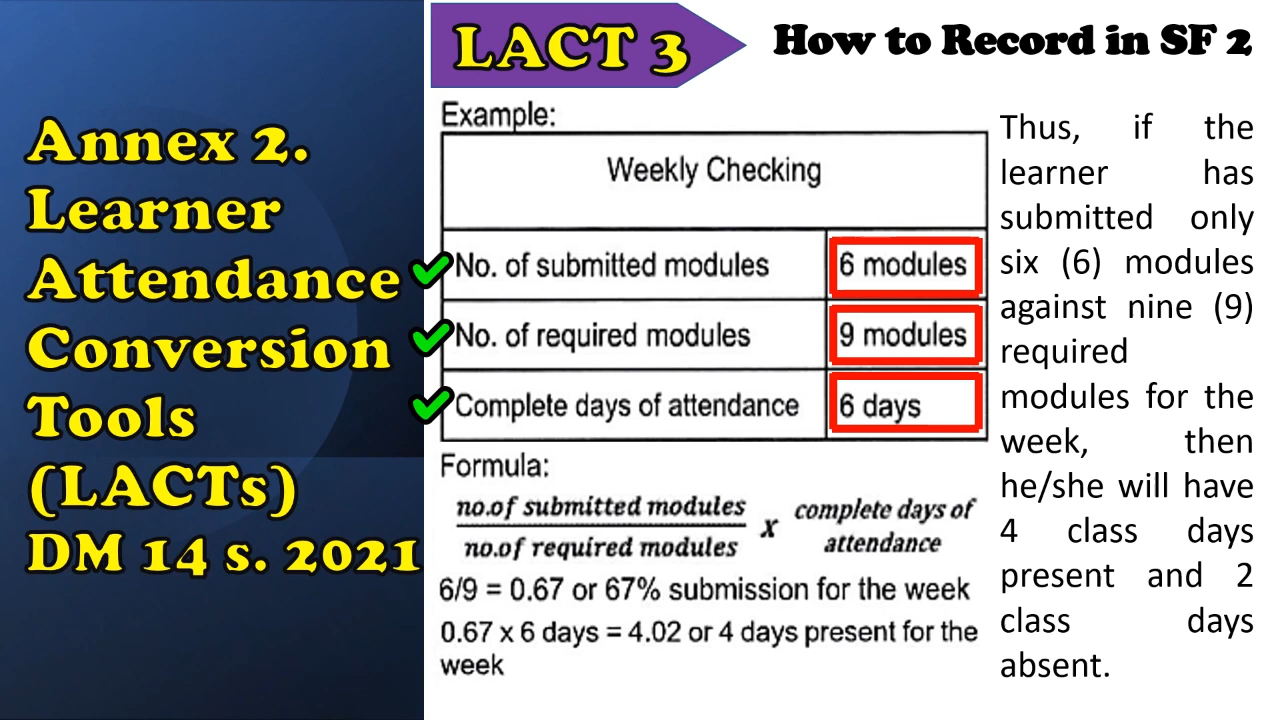 Annex 2.
Learner
Attendance
Conversion
Tools
(LACTs)
DM 14 s. 2021
LACT 3
How to Record in SF 2
Example:
Weekly Checking
No. of submitted modules 6 modules
No. of required modules 9 modules
Complete days of attendance 6 days
Formula:
no.of submitted modules
no.of required modules
x
complete days of
attendance
6/9 = 0.67 or 67% submission for the week
0.67 x 6 days = 4.02 or 4 days present for the
week
Thus, if the
learner has
submitted only
six (6) modules
against nine (9)
required
modules for the
week, then
he/she will have
4 class days
present and 2
class days
absent.